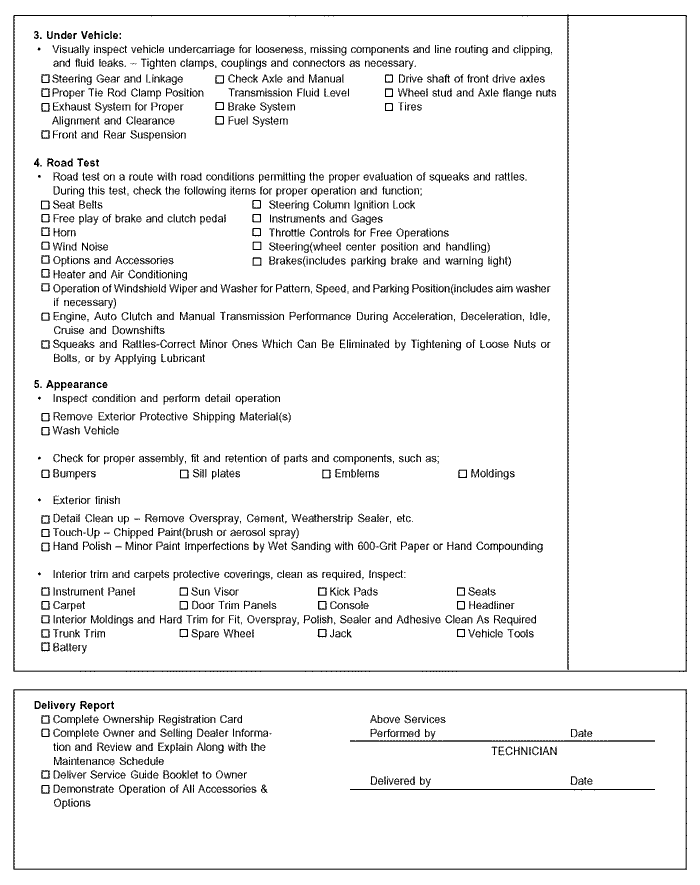 3. Under Vehicle:
• Visually inspect vehicle undercarriage for looseness, missing components and line routing and clipping,
and fluid leaks. – Tighten clamps, couplings and connectors as necessary.
☐ Steering Gear and Linkage ☐ Check Axle and Manual ☐ Drive shaft of front drive axles
☐ Proper Tie Rod Clamp Position Transmission Fluid Level ☐ Wheel stud and Axle flange nuts
☐ Exhaust System for Proper ☐ Brake System ☐ Tires
Alignment and Clearance ☐ Fuel System
☐ Front and Rear Suspension
4. Road Test
• Road test on a route with road conditions permitting the proper evaluation of squeaks and rattles.
During this test, check the following items for proper operation and function;
☐ Seat Belts ☐ Steering Column Ignition Lock
☐ Free play of brake and clutch pedal ☐ Instruments and Gages
☐ Horn ☐ Throttle Controls for Free Operations
☐ Wind Noise ☐ Steering(wheel center position and handling)
☐ Options and Accessories ☐ Brakes(includes parking brake and warning light)
☐ Heater and Air Conditioning
☐ Operation of Windshield Wiper and Washer for Pattern, Speed, and Parking Position(includes aim washer
if necessary)
☐ Engine, Auto Clutch and Manual Transmission Performance During Acceleration, Deceleration, Idle,
Cruise and Downshifts
☐ Squeaks and Rattles-Correct Minor Ones Which Can Be Eliminated by Tightening of Loose Nuts or
Bolts, or by Applying Lubricant
5. Appearance
• Inspect condition and perform detail operation
☐ Remove Exterior Protective Shipping Material(s)
☐ Wash Vehicle
• Check for proper assembly, fit and retention of parts and components, such as;
☐ Bumpers ☐ Sill plates ☐ Emblems ☐ Moldings
• Exterior finish
☐ Detail Clean up – Remove Overspray, Cement, Weatherstrip Sealer, etc.
☐ Touch-Up – Chipped Paint(brush or aerosol spray)
☐ Hand Polish – Minor Paint Imperfections by Wet Sanding with 600-Grit Paper or Hand Compounding
• Interior trim and carpets protective coverings, clean as required, Inspect:
☐ Instrument Panel ☐ Sun Visor ☐ Kick Pads ☐ Seats
☐ Carpet ☐ Door Trim Panels ☐ Console ☐ Headliner
☐ Interior Moldings and Hard Trim for Fit, Overspray, Polish, Sealer and Adhesive Clean As Required
☐ Trunk Trim ☐ Spare Wheel ☐ Jack ☐ Vehicle Tools
☐ Battery
Delivery Report
☐ Complete Ownership Registration Card
☐ Complete Owner and Selling Dealer Informa-
tion and Review and Explain Along with the
Maintenance Schedule
☐ Deliver Service Guide Booklet to Owner
☐ Demonstrate Operation of All Accessories &
Options
Above Services
Performed by Date
TECHNICIAN
Delivered by Date